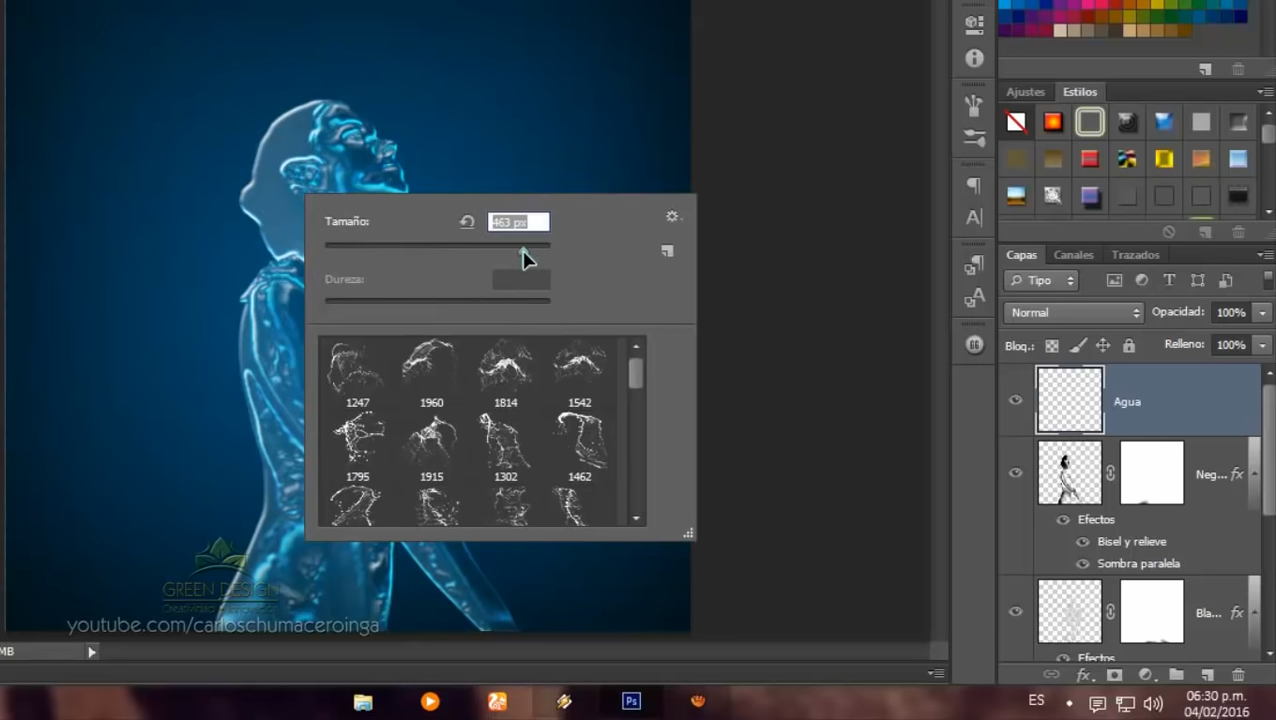 Ajustes Estilos
Tamaño: 463 px
Dureza:
Capas Canales Trazados
Tipo
Normal Opacidad: 100%
Bloq.: Relleno: 100%
1247 1960 1814 1542
Agua
1795 1915 1302 1462
Neg... fx
Efectos
Bisel y relieve
Sombra paralela
GREEN DESIGN
youtube.com/carloschumaceroinga
Bla... fx
Efectos
MB
fx
Ps
ES
06:30 p.m.
04/02/2016